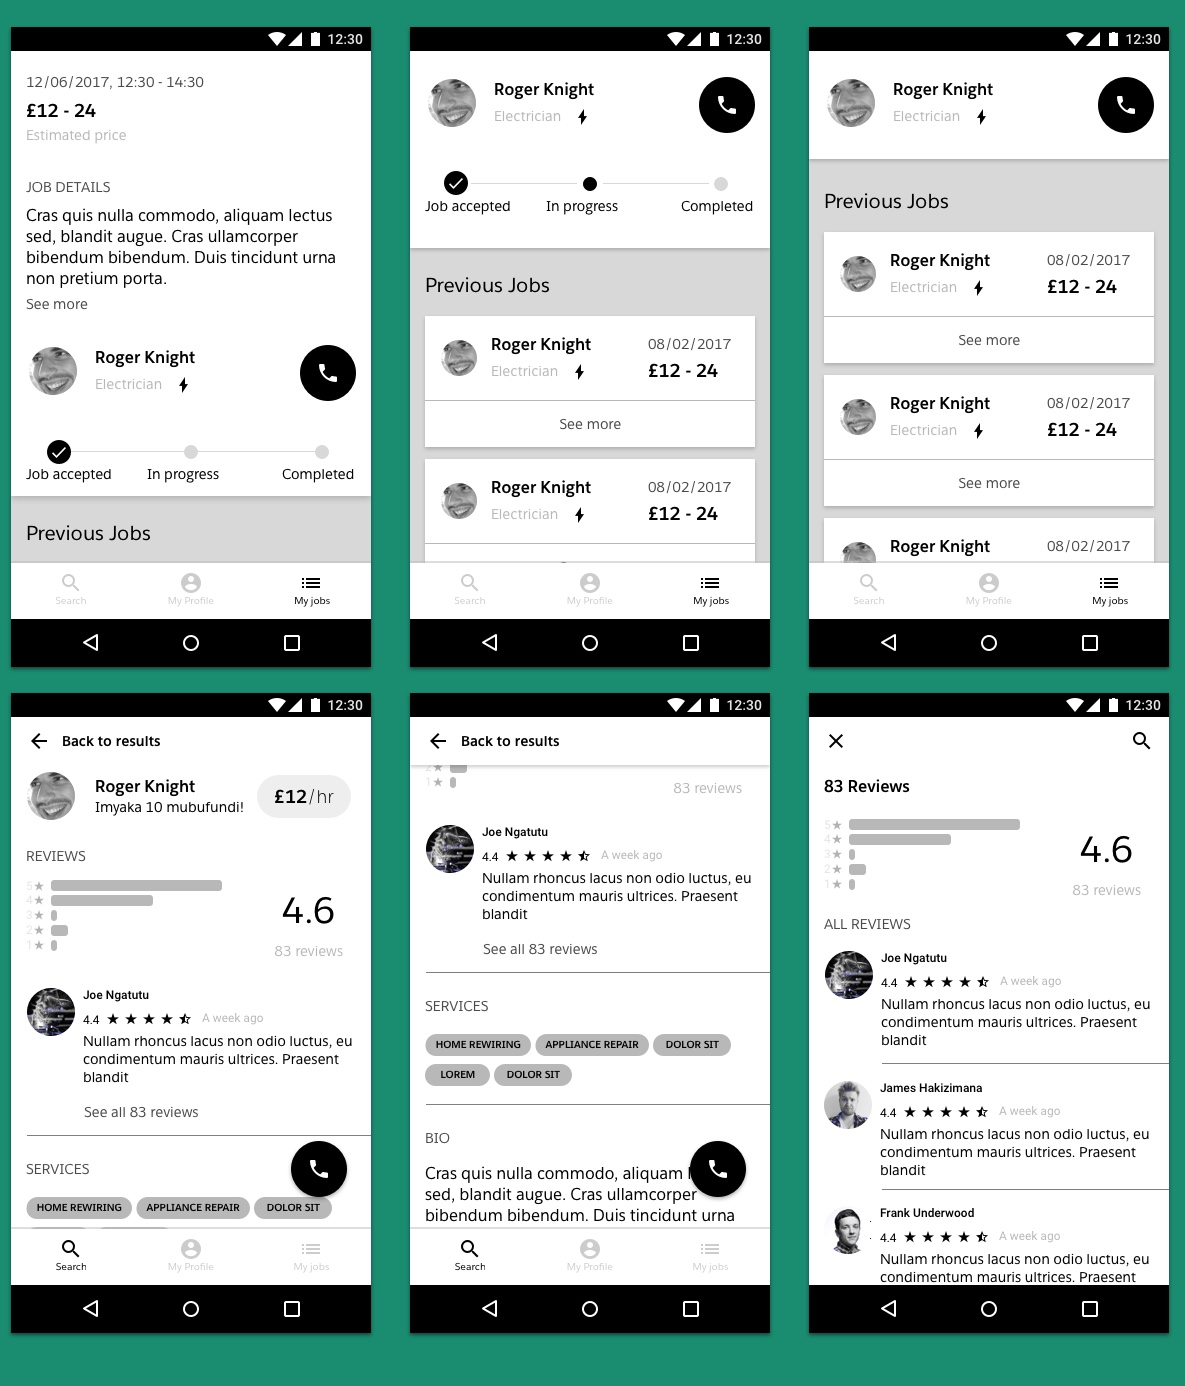 12:30
12/06/2017, 12:30 - 14:30
£12 - 24
Estimated price
JOB DETAILS
Cras quis nulla commodo, aliquam lectus
sed, blandit augue. Cras ullamcorper
bibendum bibendum. Duis tincidunt urna
non pretium porta.
See more
Roger Knight
Electrician
Job accepted In progress Completed
Previous Jobs
Search My Profile My jobs
12:30
Roger Knight
Electrician
Job accepted In progress Completed
Previous Jobs
Roger Knight 08/02/2017
Electrician £12 - 24
See more
Roger Knight 08/02/2017
Electrician £12 - 24
Search My Profile My jobs
12:30
Roger Knight
Electrician
Previous Jobs
Roger Knight 08/02/2017
Electrician £12 - 24
See more
Roger Knight 08/02/2017
Electrician £12 - 24
See more
Roger Knight 08/02/2017
Search My Profile My jobs
12:30
Back to results
Roger Knight £12/hr
Imyaka 10 mubufundi!
REVIEWS
5★
4★
3★
2★
1★
4.6
83 reviews
Joe Ngatutu
4.4 A week ago
Nullam rhoncus lacus non odio luctus, eu
condimentum mauris ultrices. Praesent
blandit
See all 83 reviews
SERVICES
HOME REWIRING APPLIANCE REPAIR DOLOR SIT
Search My Profile My jobs
12:30
Back to results
2★
1★
83 reviews
Joe Ngatutu
4.4 A week ago
Nullam rhoncus lacus non odio luctus, eu
condimentum mauris ultrices. Praesent
blandit
See all 83 reviews
SERVICES
HOME REWIRING APPLIANCE REPAIR DOLOR SIT
LOREM DOLOR SIT
BIO
Cras quis nulla commodo, aliquam
sed, blandit augue. Cras ullamcorper
bibendum bibendum. Duis tincidunt urna
Search My Profile My jobs
12:30
83 Reviews
5★
4★
3★
2★
1★
4.6
83 reviews
ALL REVIEWS
Joe Ngatutu
4.4 A week ago
Nullam rhoncus lacus non odio luctus, eu
condimentum mauris ultrices. Praesent
blandit
James Hakizimana
4.4 A week ago
Nullam rhoncus lacus non odio luctus, eu
condimentum mauris ultrices. Praesent
blandit
Frank Underwood
4.4 A week ago
Nullam rhoncus lacus non odio luctus, eu
condimentum mauris ultrices. Praesent